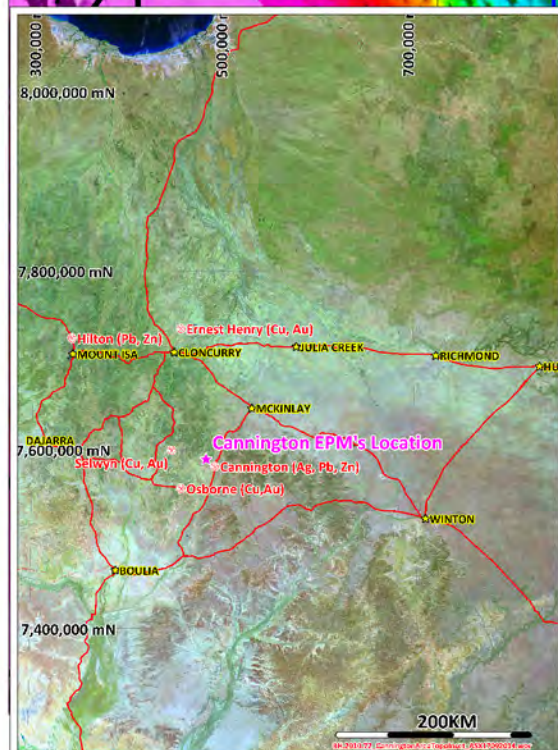 300,000 m
500,000 m
700,000 m
8,000,000 mN
7,800,000 mN
Ernest Henry (Cu, Au)
Hilton (Pb, Zn)
MOUNT ISA
CLONCURRY
JULIA CREEK
RICHMOND
HU
MCKINLAY
DAJARRA
Cannington EPM's Location
7,600,000 mN
Selwyn (Cu, Au)
Cannington (Ag, Pb, Zn)
Osborne (Cu,Au)
WINTON
BOULIA
7,400,000 mN
200KM